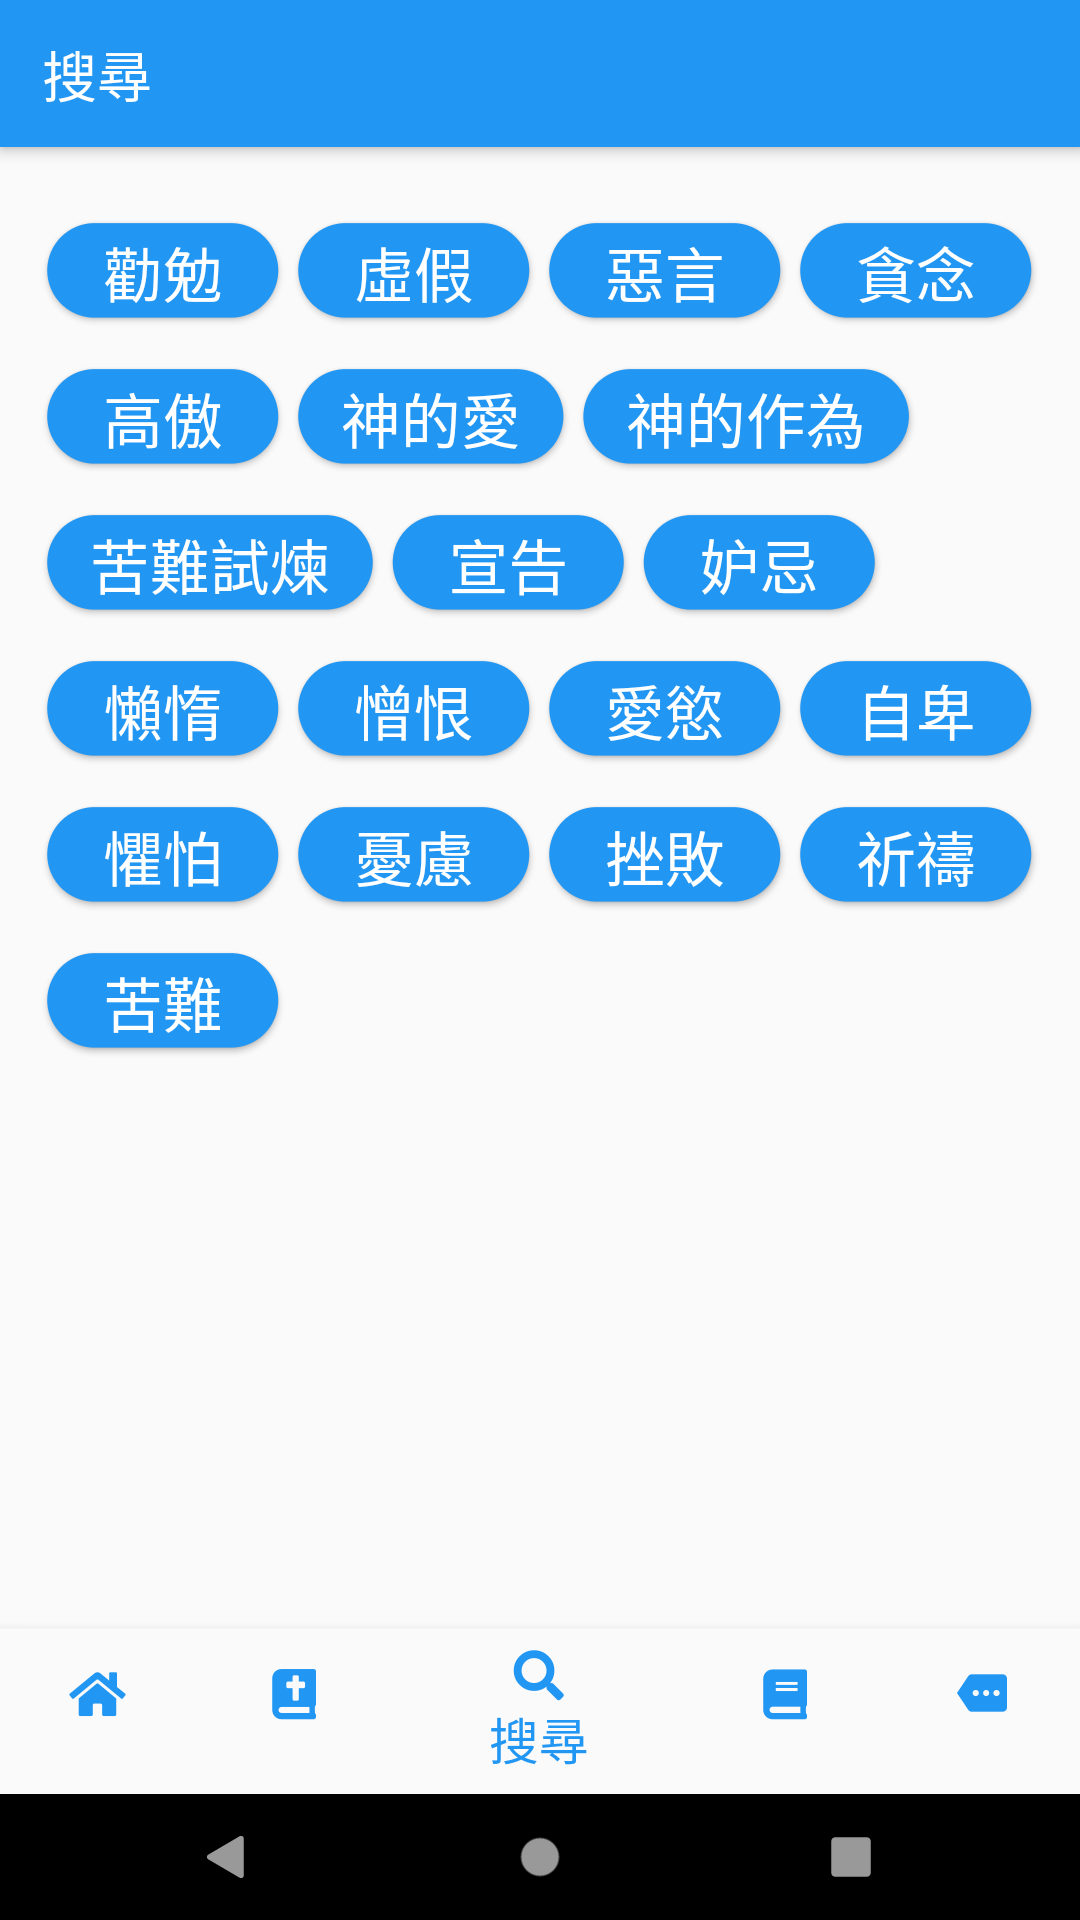 搜尋
勸勉 虛假 惡言 貪念
高傲 神的愛 神的作為
苦難試煉 宣告 妒忌
懶惰 憎恨 愛慾 自卑
懼怕 憂慮 挫敗 祈禱
苦難
搜尋